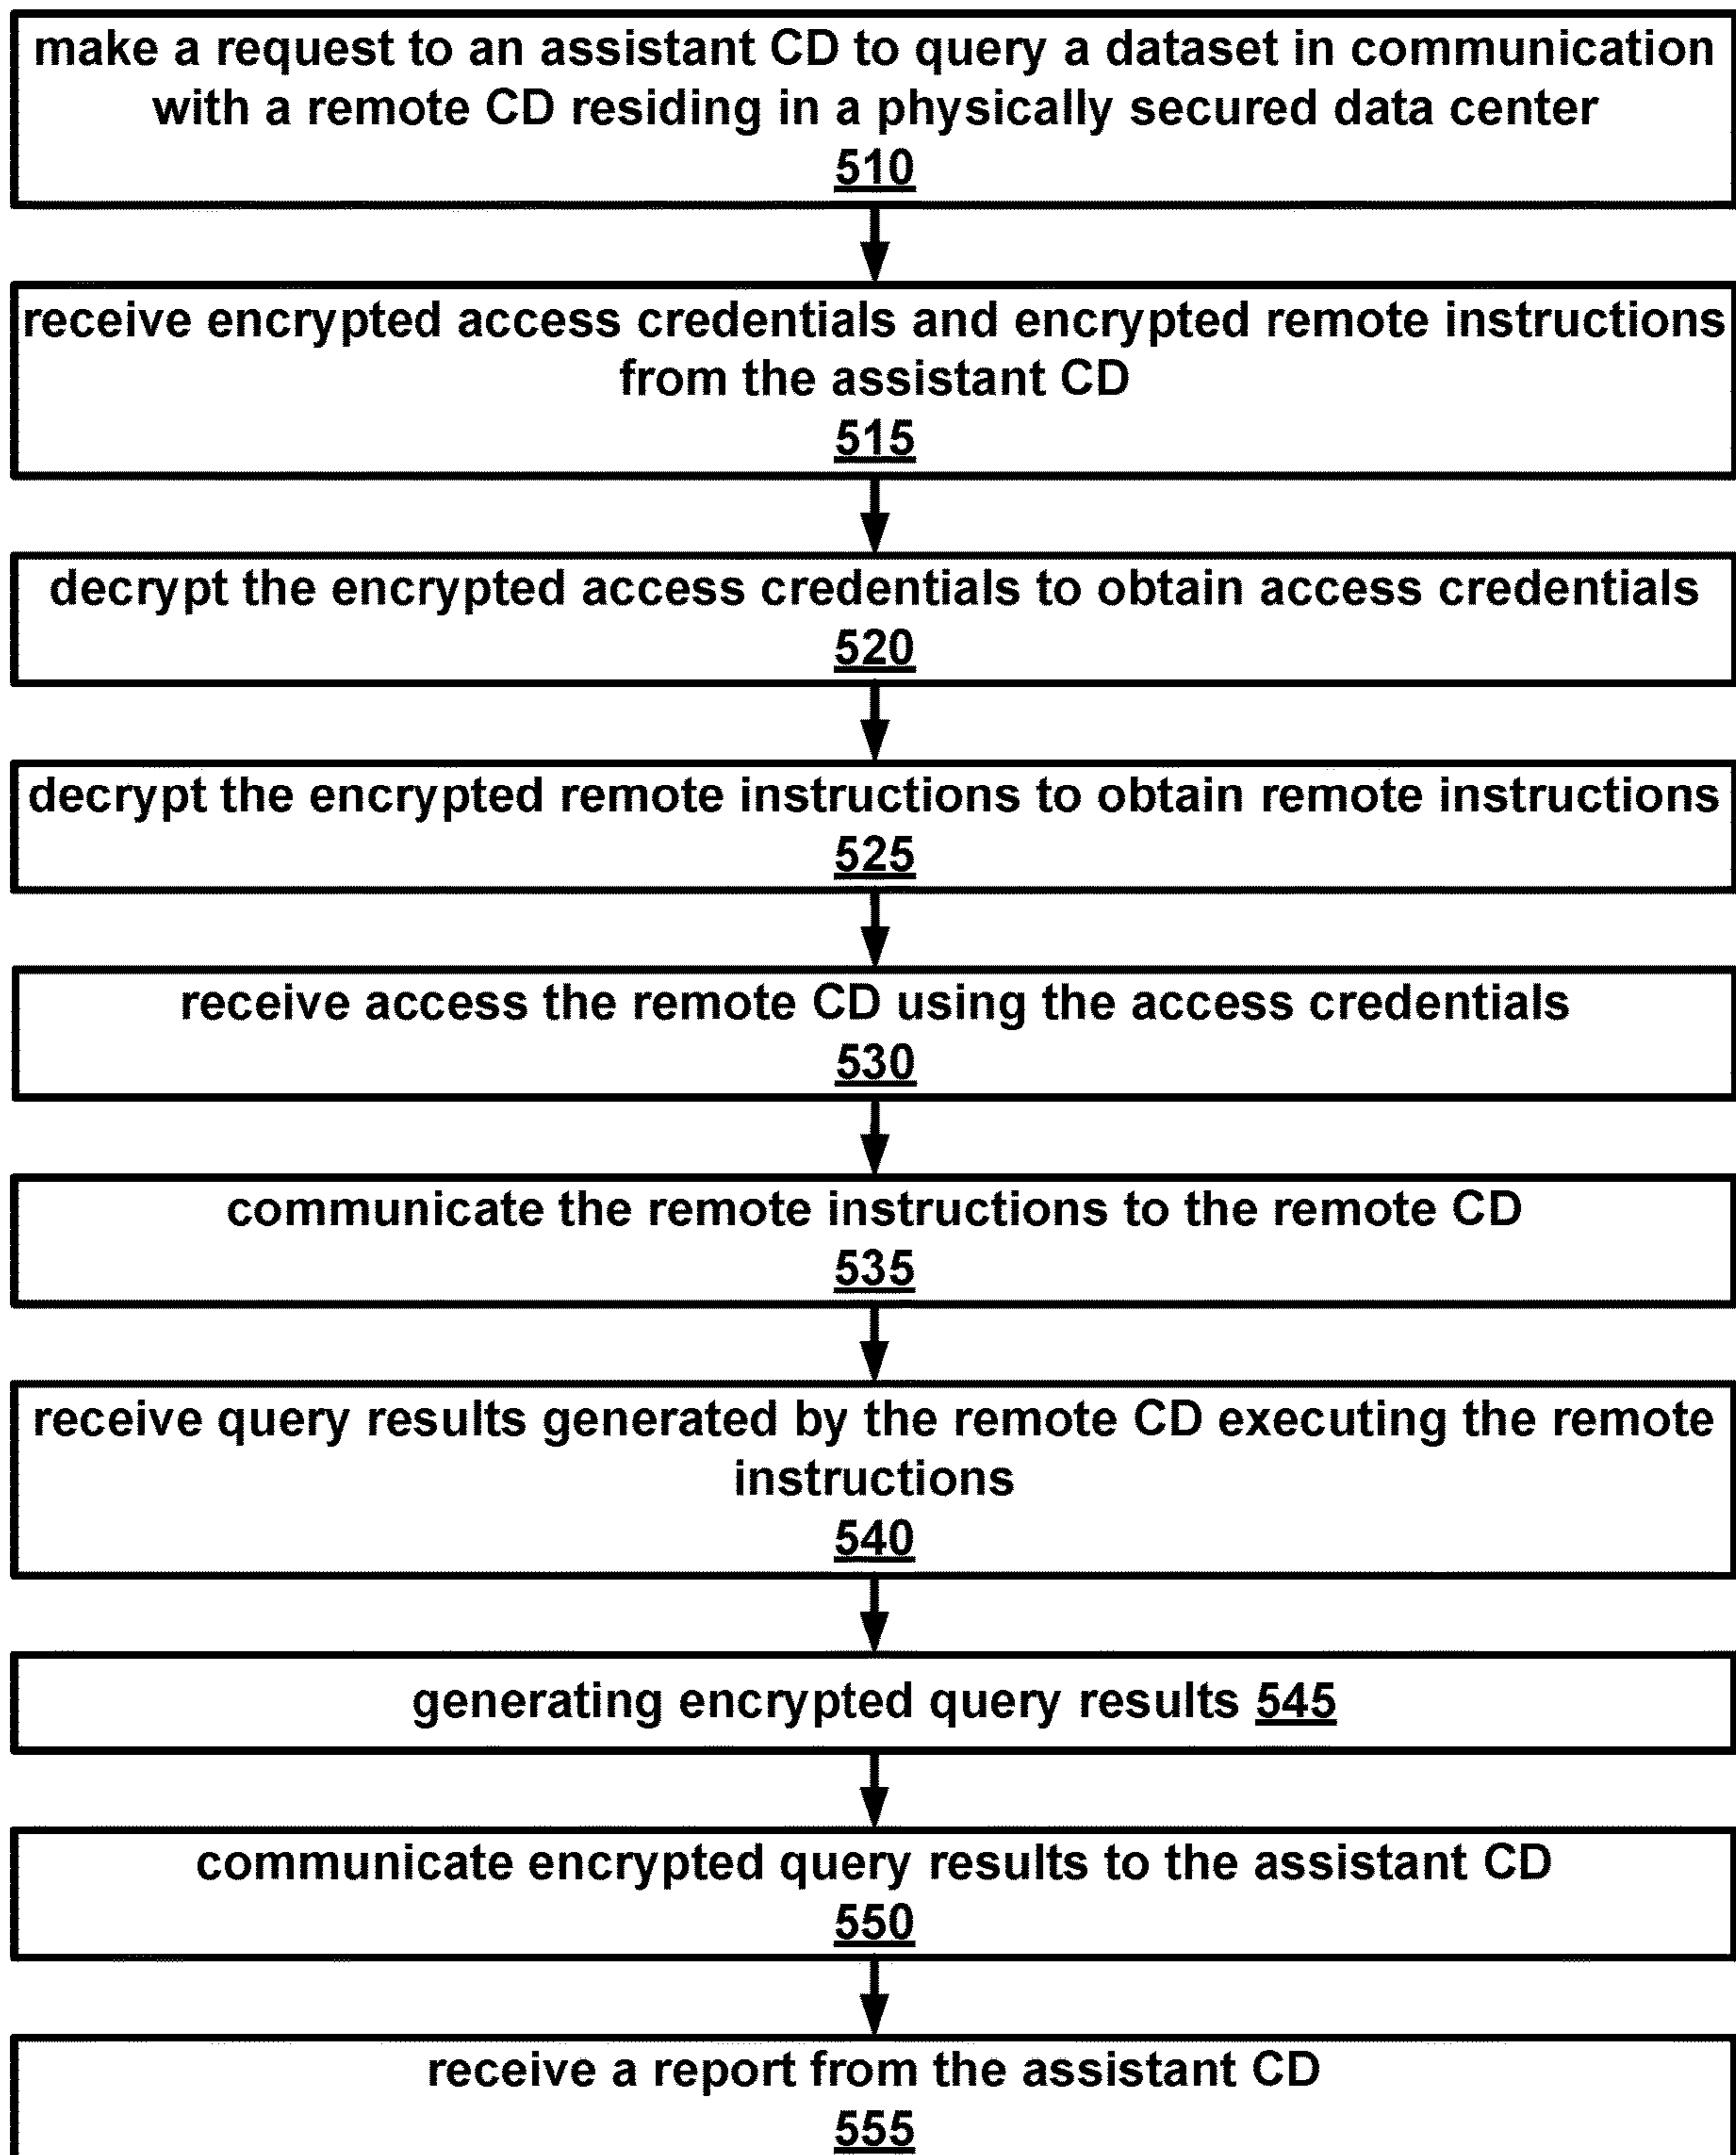 make a request to an assistant CD to query a dataset in communication
with a remote CD residing in a physically secured data center
510
receive encrypted access credentials and encrypted remote instructions
from the assistant CD
515
decrypt the encrypted access credentials to obtain access credentials
520
decrypt the encrypted remote instructions to obtain remote instructions
525
receive access the remote CD using the access credentials
530
communicate the remote instructions to the remote CD
535
receive query results generated by the remote CD executing the remote
instructions
540
generating encrypted query results 545
communicate encrypted query results to the assistant CD
550
receive a report from the assistant CD
555